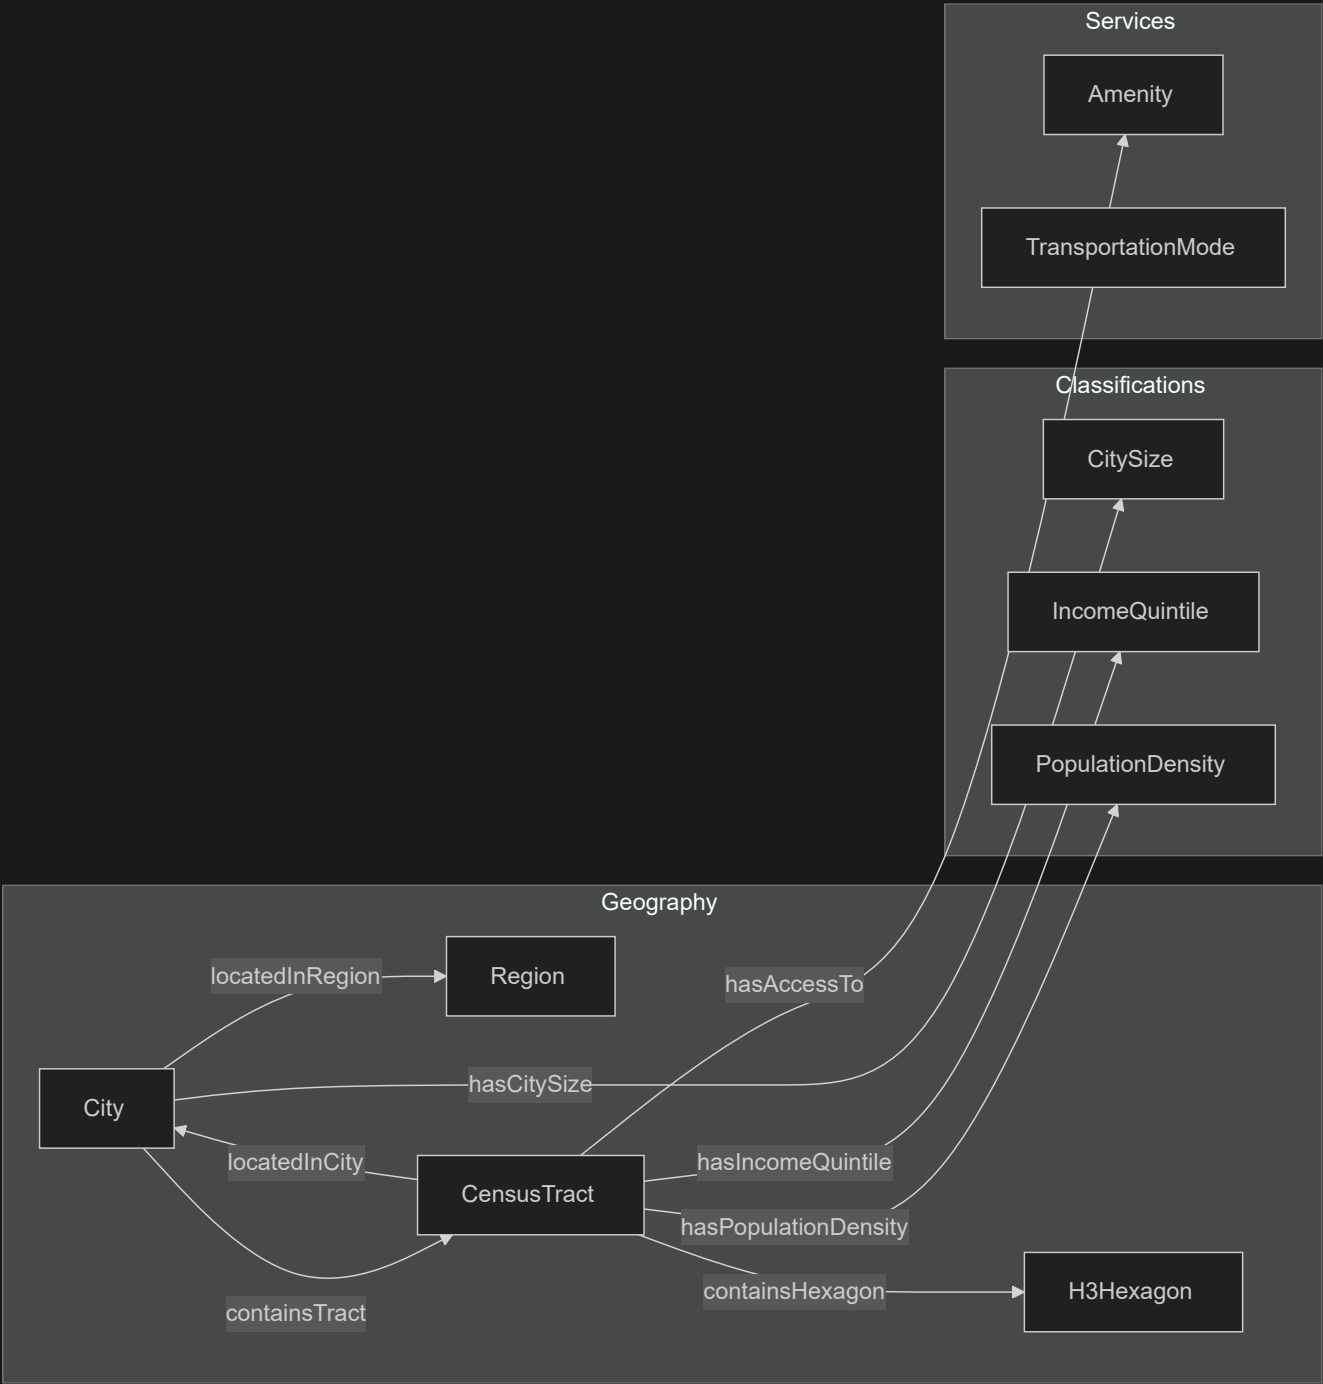 Services
Amenity
TransportationMode
Classifications
CitySize
IncomeQuintile
PopulationDensity
Geography
locatedInRegion
Region
hasAccessTo
hasCitySize
City
locatedInCity
CensusTract
hasIncomeQuintile
hasPopulationDensity
containsHexagon
H3Hexagon
containsTract